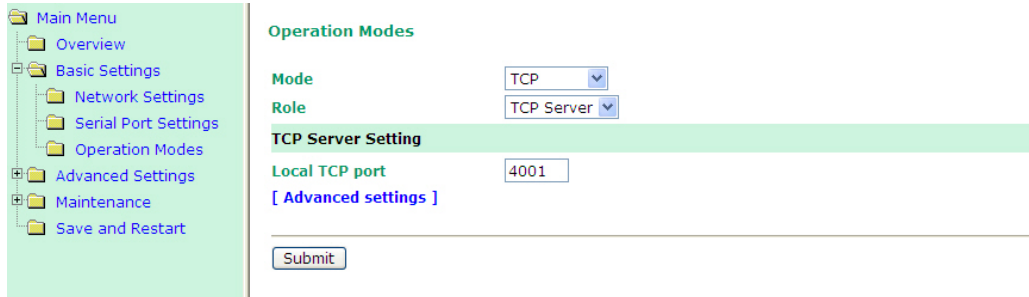 Main Menu
Overview
Basic Settings
Network Settings
Serial Port Settings
Operation Modes
Advanced Settings
Maintenance
Save and Restart
Operation Modes
Mode TCP
Role TCP Server
TCP Server Setting
Local TCP port 4001
[ Advanced settings ]
Submit